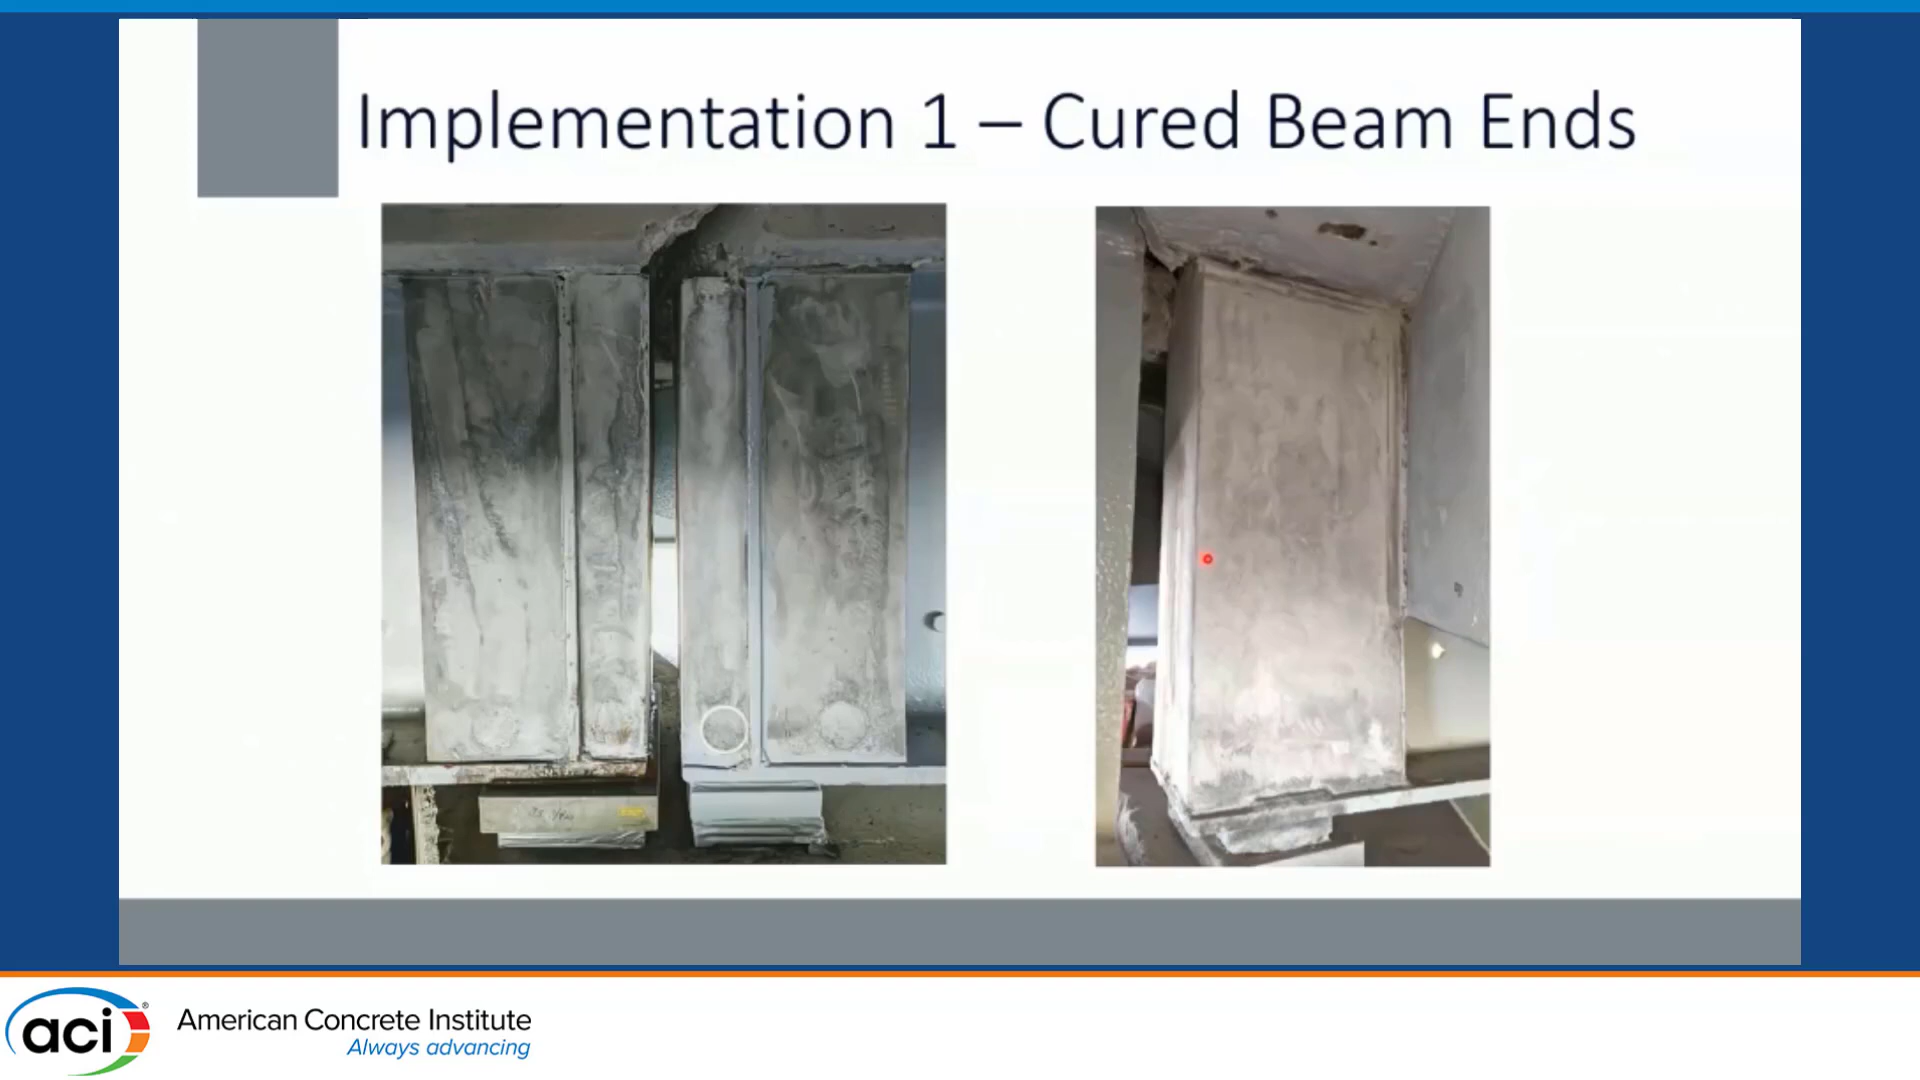 Implementation 1 – Cured Beam Ends
aci®
American Concrete Institute
Always advancing